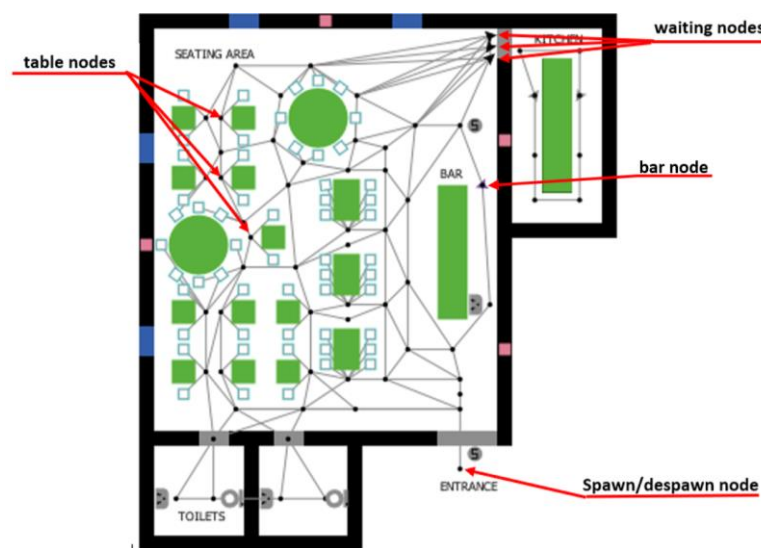 waiting nodes
SEATING AREA
KITCHEN
table nodes
S
BAR
bar node
S
Spawn/despawn node
ENTRANCE
TOILETS